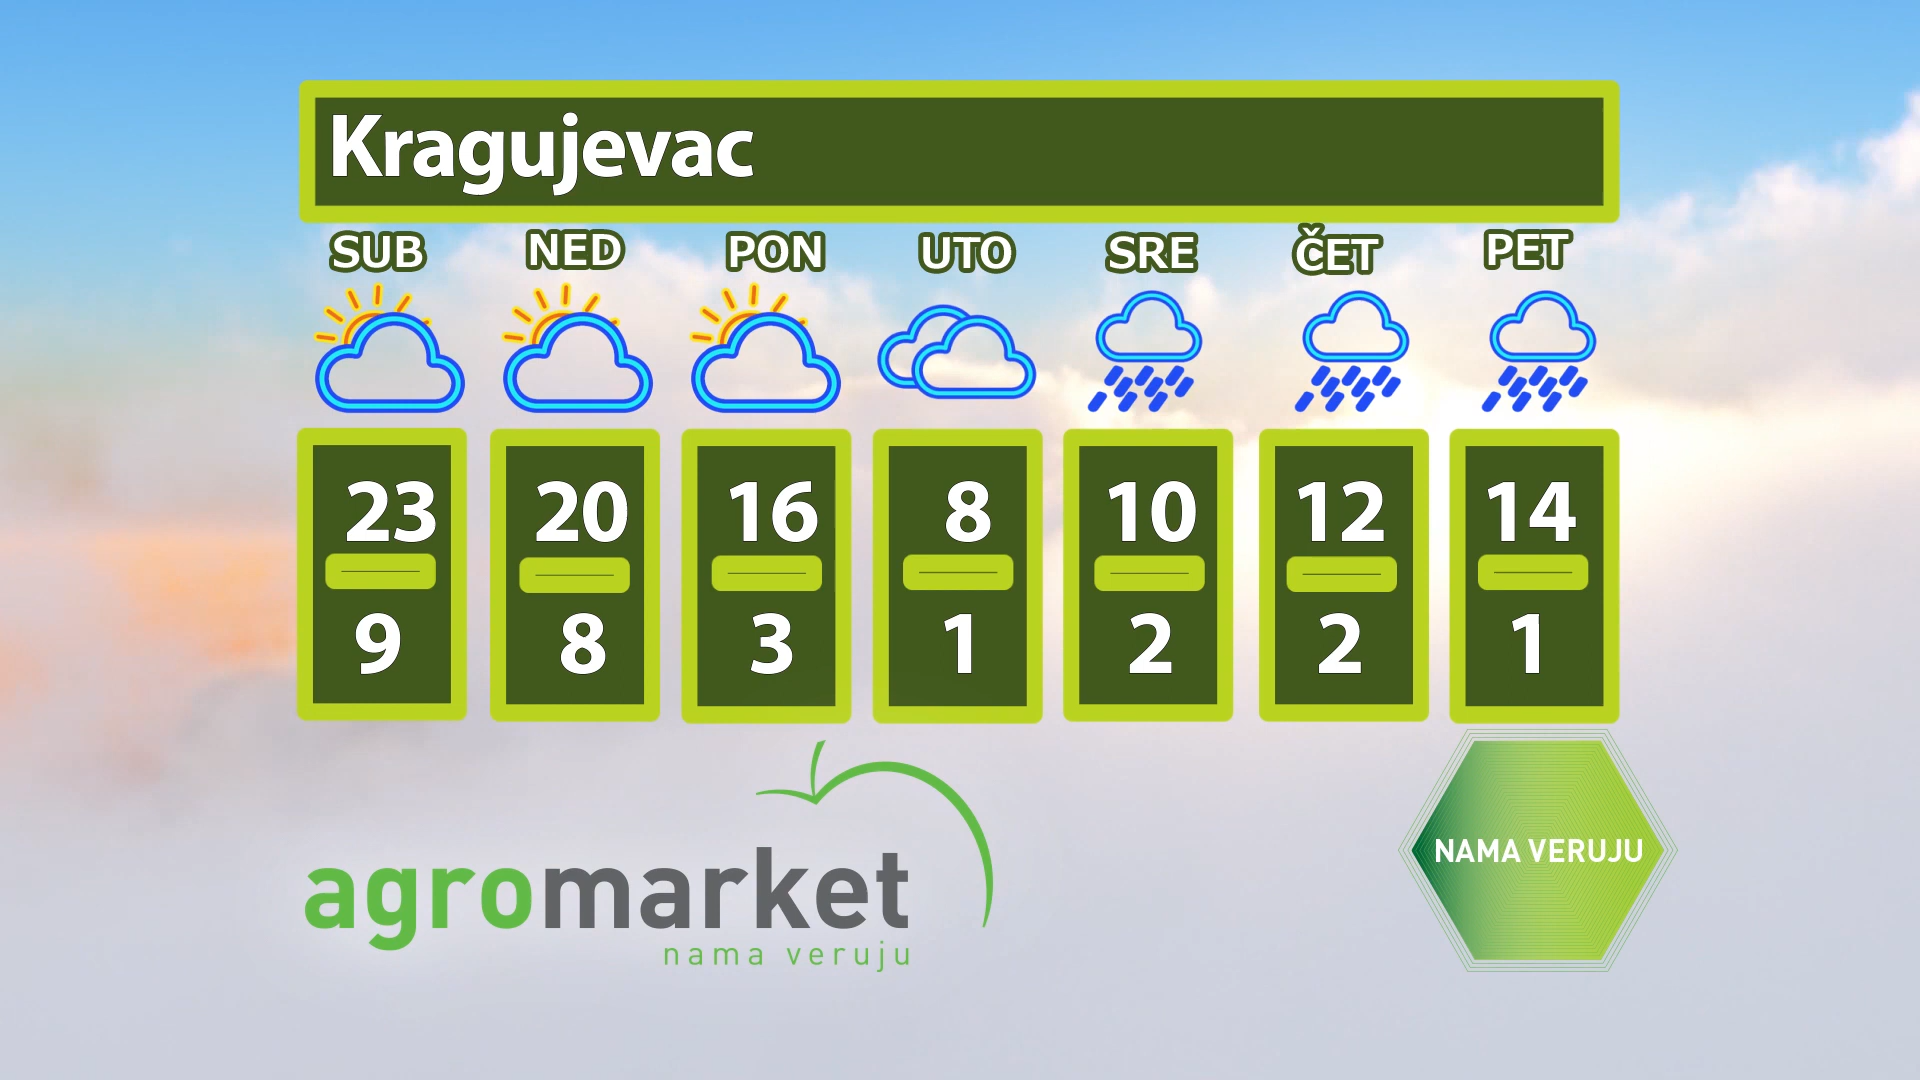 Kragujevac
SUB NED PON UTO SRE ČET PET
23 20 16 8 10 12 14
9 8 3 1 2 2 1
agromarket
nama veruju
NAMA VERUJU